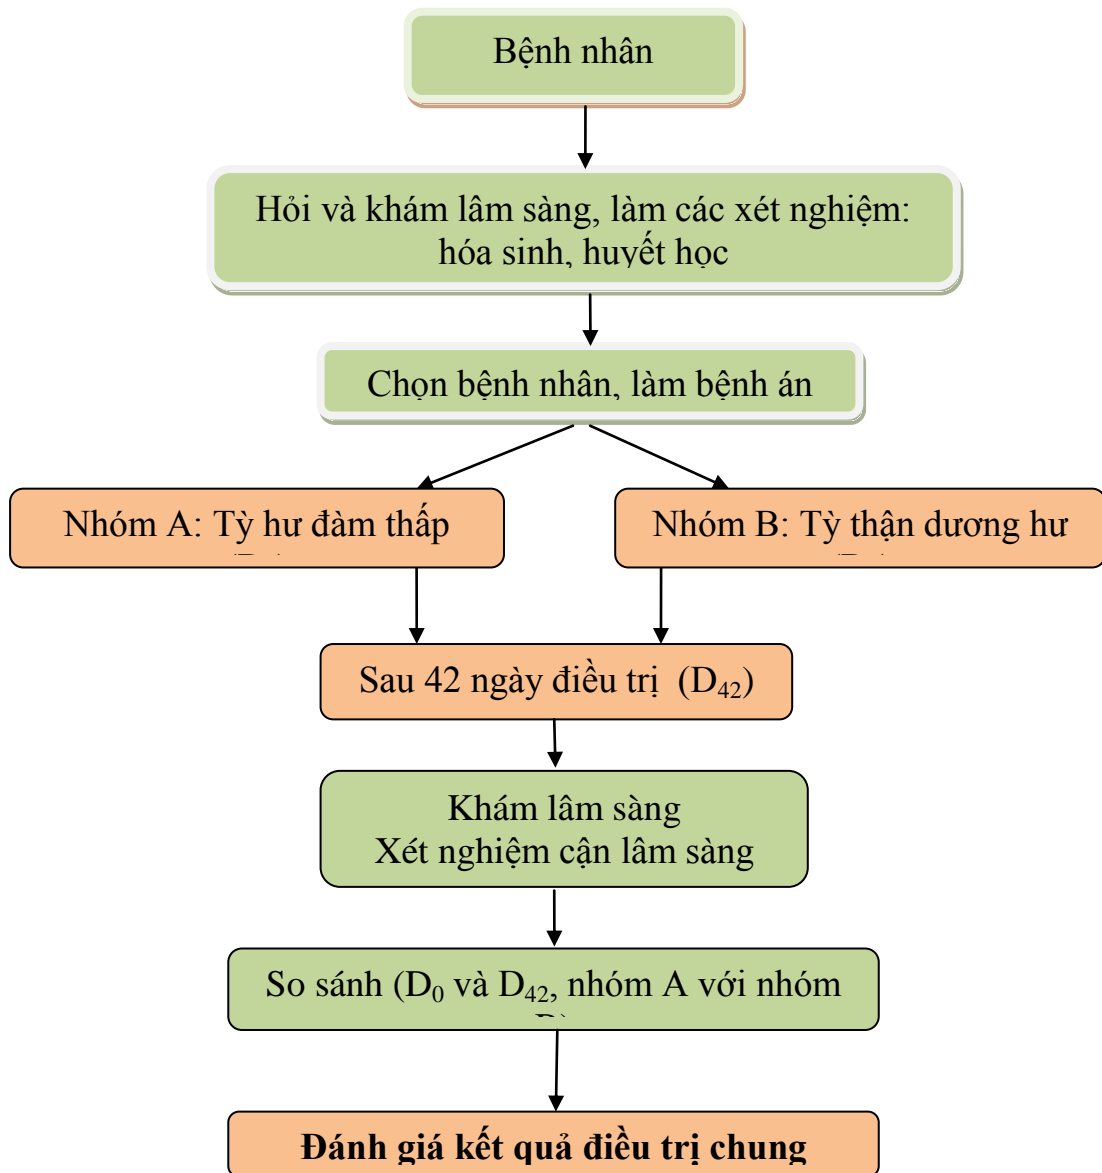 Bệnh nhân
Hỏi và khám lâm sàng, làm các xét nghiệm:
hóa sinh, huyết học
Chọn bệnh nhân, làm bệnh án
Nhóm A: Tỳ hư đàm thấp
Nhóm B: Tỳ thận dương hư
Sau 42 ngày điều trị (D₄₂)
Khám lâm sàng
Xét nghiệm cận lâm sàng
So sánh (D₀ và D₄₂, nhóm A với nhóm
Đánh giá kết quả điều trị chung